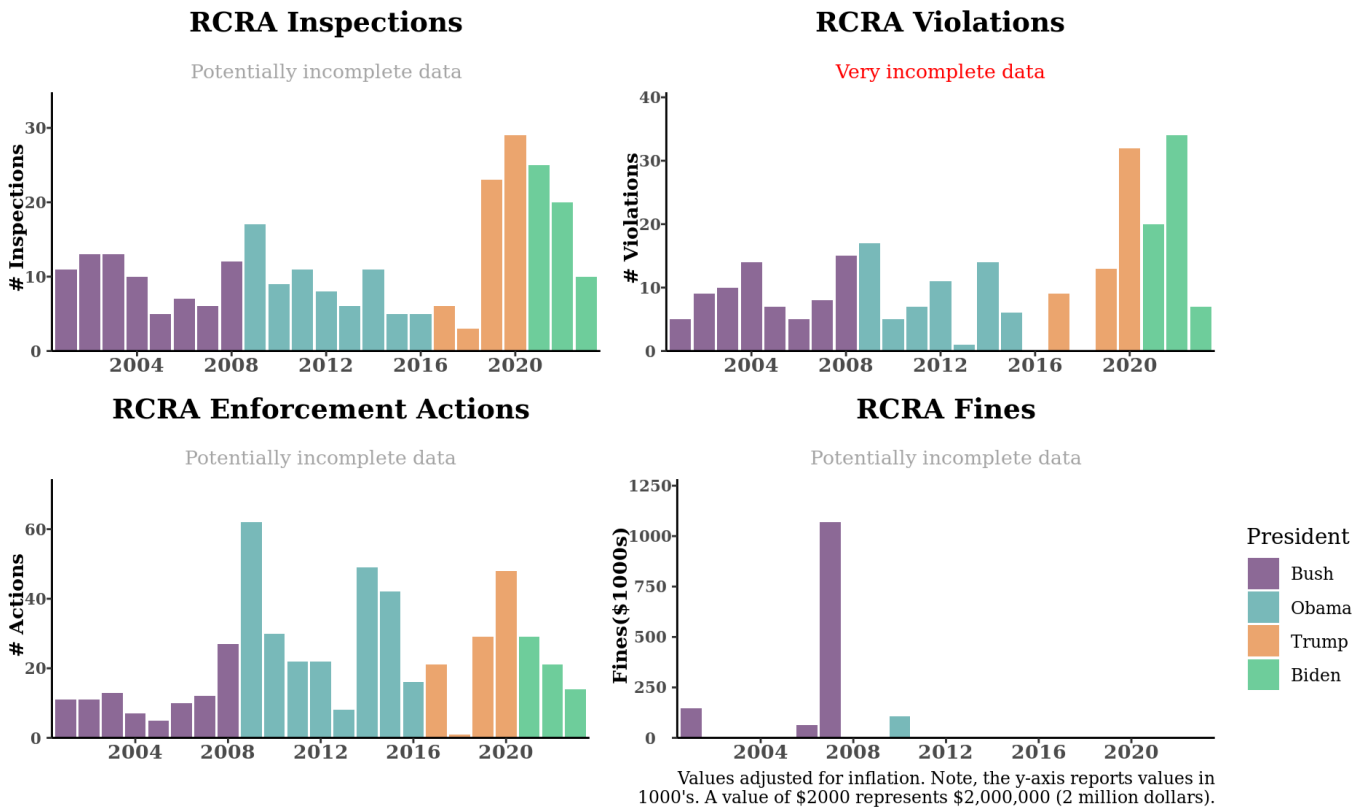 RCRA Inspections
Potentially incomplete data
# Inspections
30
20
10
0
2004 2008 2012 2016 2020
RCRA Violations
Very incomplete data
# Violations
40
30
20
10
0
2004 2008 2012 2016 2020
RCRA Enforcement Actions
Potentially incomplete data
# Actions
60
40
20
0
2004 2008 2012 2016 2020
RCRA Fines
Potentially incomplete data
Fines($1000s)
1250
1000
750
500
250
0
2004 2008 2012 2016 2020
President
Bush
Obama
Trump
Biden
Values adjusted for inflation. Note, the y-axis reports values in
1000's. A value of $2000 represents $2,000,000 (2 million dollars).